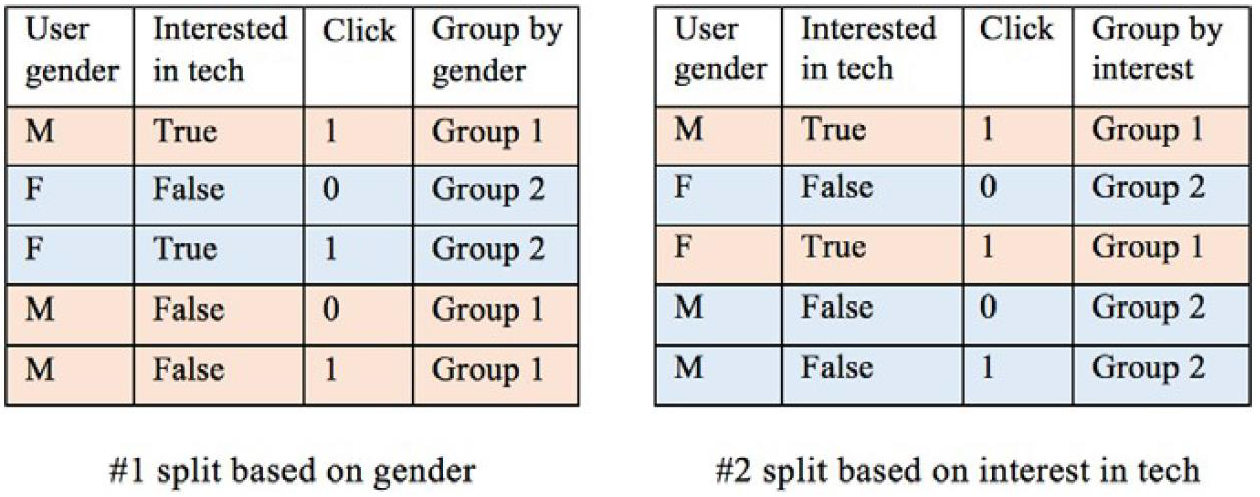 User gender Interested in tech Click Group by gender
M True 1 Group 1
F False 0 Group 2
F True 1 Group 2
M False 0 Group 1
M False 1 Group 1
#1 split based on gender
User gender Interested in tech Click Group by interest
M True 1 Group 1
F False 0 Group 2
F True 1 Group 1
M False 0 Group 2
M False 1 Group 2
#2 split based on interest in tech